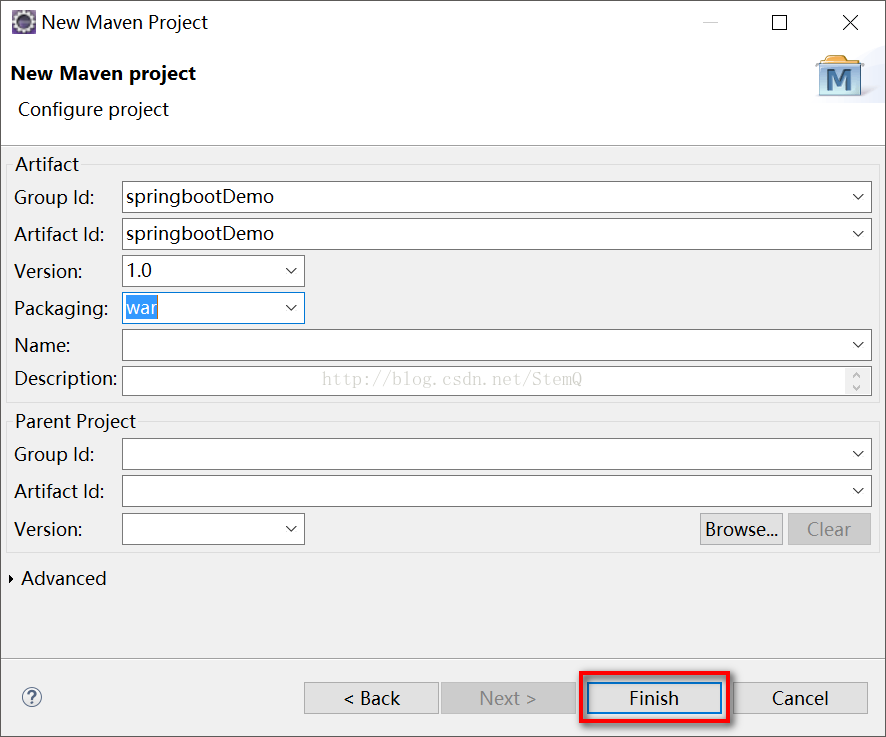 New Maven Project
New Maven project
Configure project
M
Artifact
Group Id: springbootDemo
Artifact Id: springbootDemo
Version: 1.0
Packaging: war
Name:
Description:
http://blog.csdn.net/StemQ
Parent Project
Group Id:
Artifact Id:
Version:
Browse... Clear
Advanced
? < Back Next > Finish Cancel